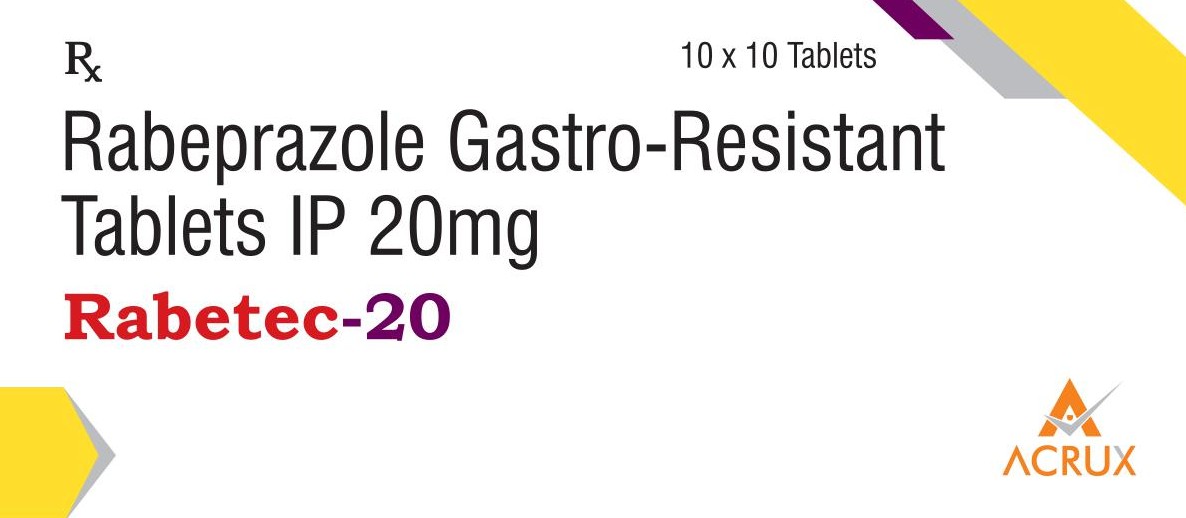 Rx
10 x 10 Tablets
Rabeprazole Gastro-Resistant
Tablets IP 20mg
Rabetec-20
ACRUX